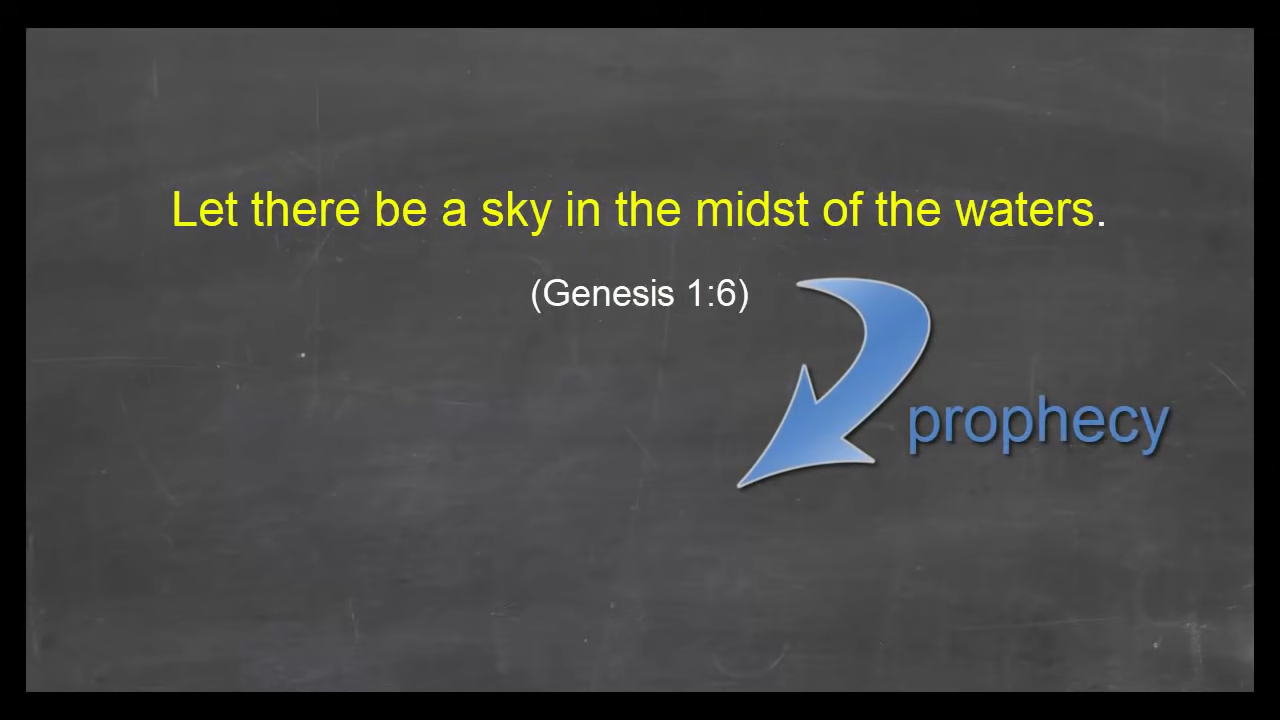 Let there be a sky in the midst of the waters.
(Genesis 1:6)
prophecy